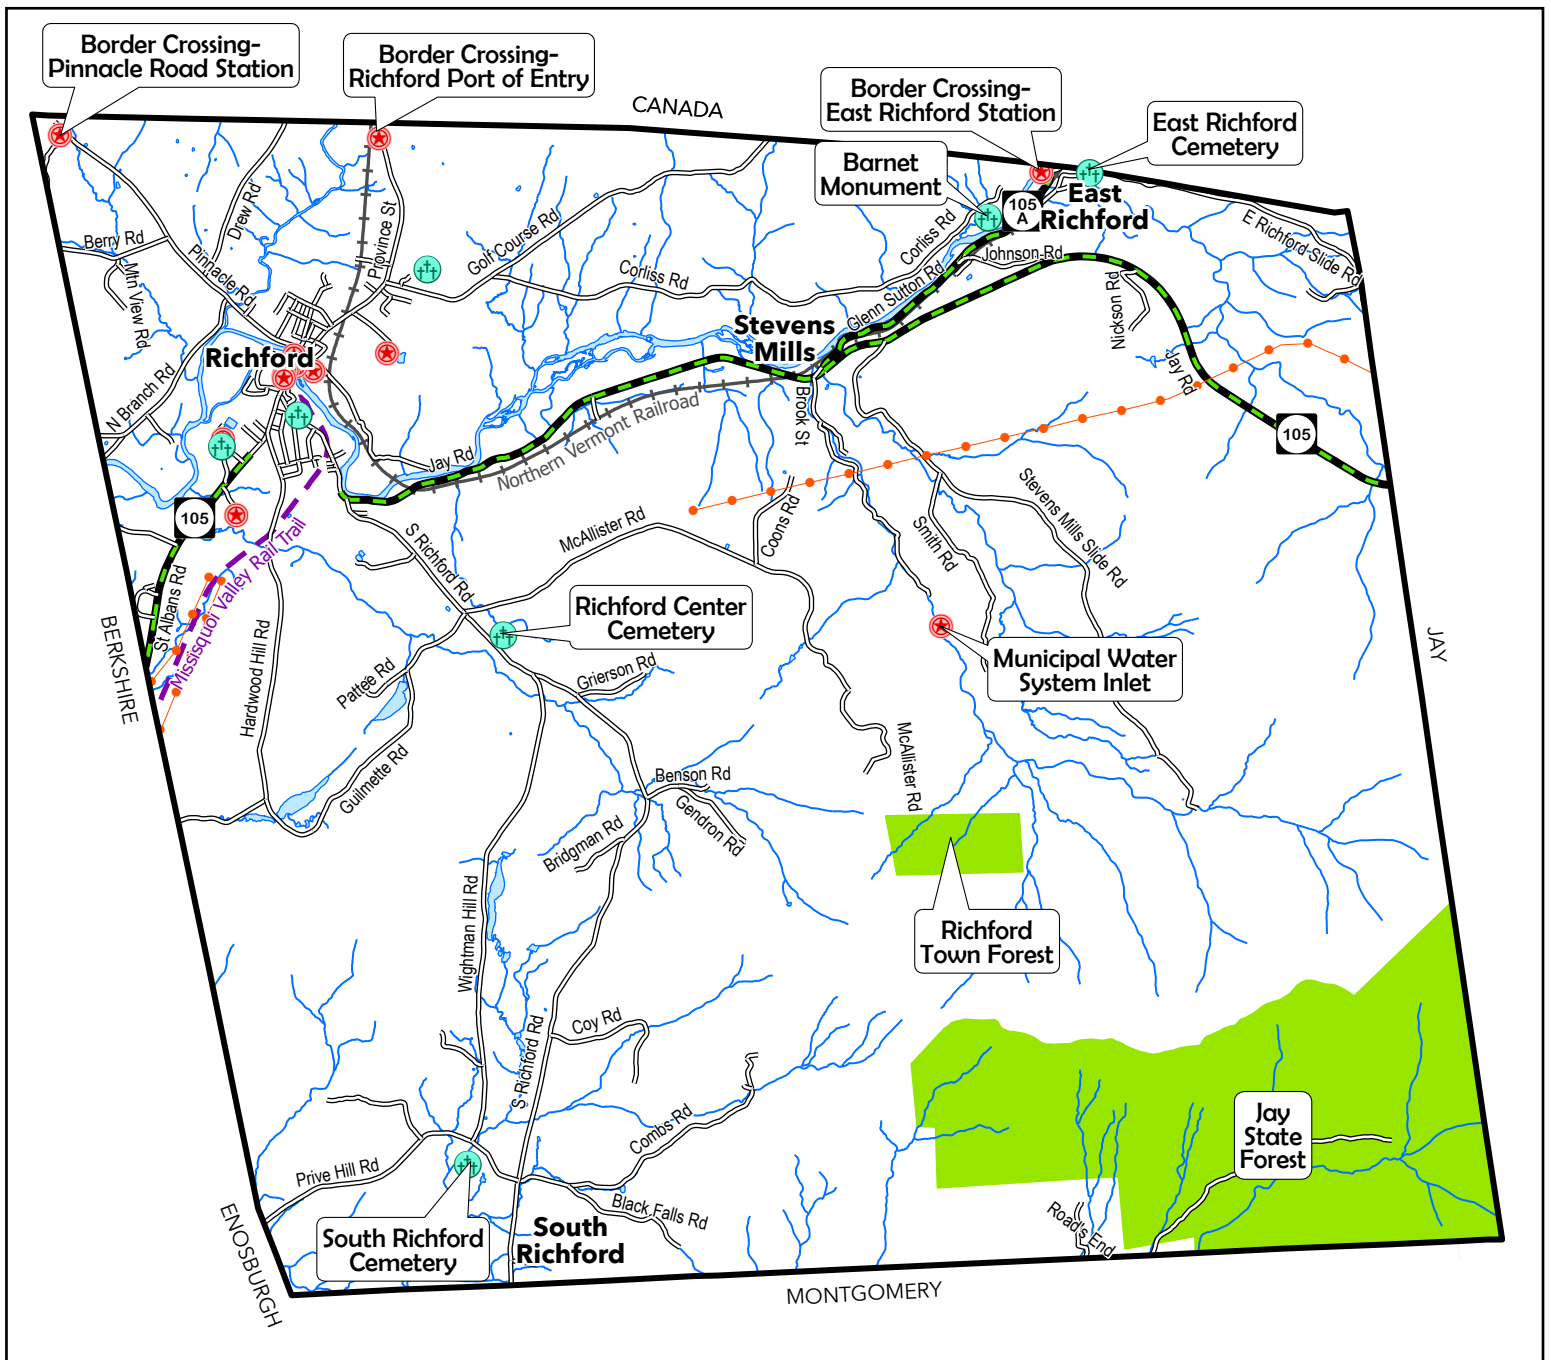 Border Crossing-
Pinnacle Road Station
Border Crossing-
Richford Port of Entry
CANADA
Border Crossing-
East Richford Station
East Richford
Cemetery
Barnet
Monument
105
A
East
Richford
E Richford Slide Rd
Drew Rd
Berry Rd
Pinnacle Rd
Mtn View Rd
Province St
Golf Course Rd
Corliss Rd
Corliss Rd
Johnson Rd
Glenn Sutton Rd
Nickson Rd
Stevens
Mills
Richford
N Branch Rd
Jay Rd
105
Brook St
Northern Vermont Railroad
Jay Rd
105
Missisquoi Valley Rail Trail
St Albans Rd
S Richford Rd
McAllister Rd
Coons Rd
Smith Rd
Stevens Mills Slide Rd
BERKSHIRE
Hardwood Hill Rd
Richford Center
Cemetery
Municipal Water
System Inlet
JAY
Pattee Rd
Grierson Rd
Guilmette Rd
Benson Rd
Gendron Rd
Bridgman Rd
McAllister Rd
Richford
Town Forest
Wightman Hill Rd
S Richford Rd
Coy Rd
Combs Rd
Jay
State
Forest
Prive Hill Rd
Black Falls Rd
Road's End
South Richford
Cemetery
South
Richford
ENOSBURGH
MONTGOMERY